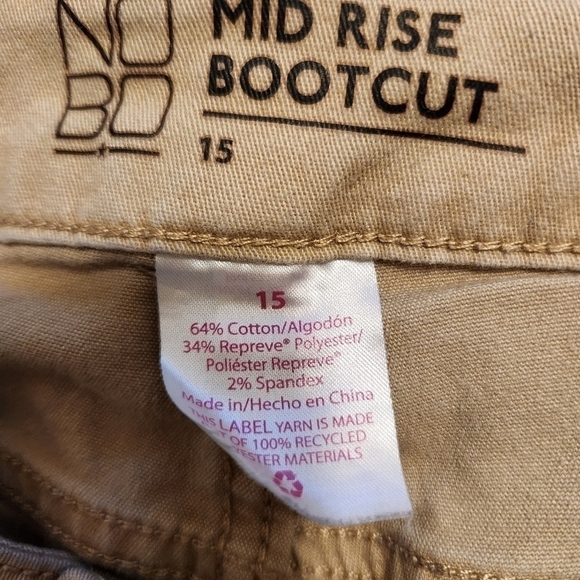 NO
BO
MID RISE
BOOTCUT
15
15
64% Cotton/Algodón
34% Repreve® Polyester/
Poliéster Repreve®
2% Spandex
Made in/Hecho en China
THIS LABEL YARN IS MADE
OF 100% RECYCLED
MATERIALS